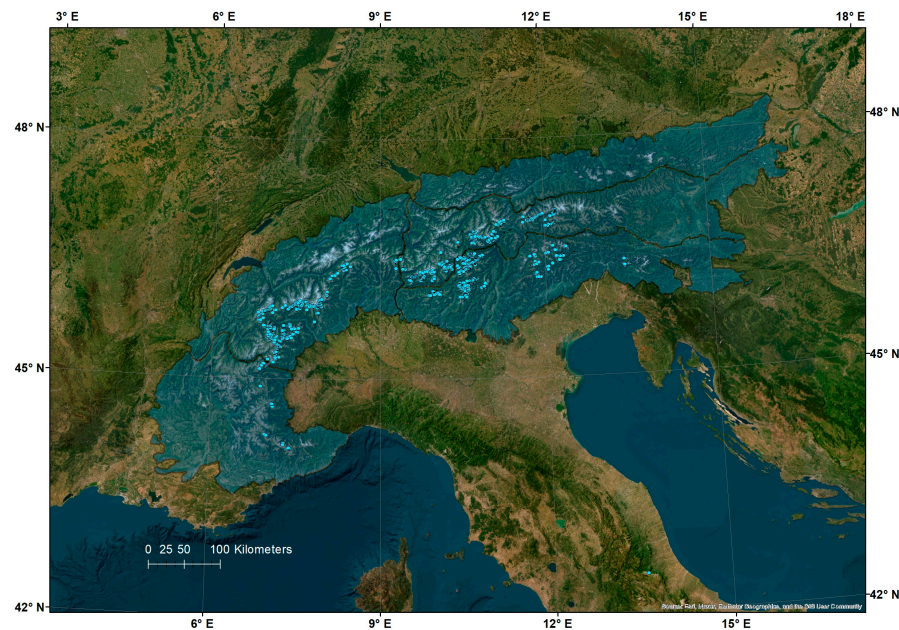 3° E 6° E 9° E 12° E 15° E 18° E
48° N 48° N
45° N 45° N
0 25 50 100 Kilometers
42° N 42° N
Sources: Esri, Maxar, Earthstar Geographics, and the GIS User Community
6° E 9° E 12° E 15° E